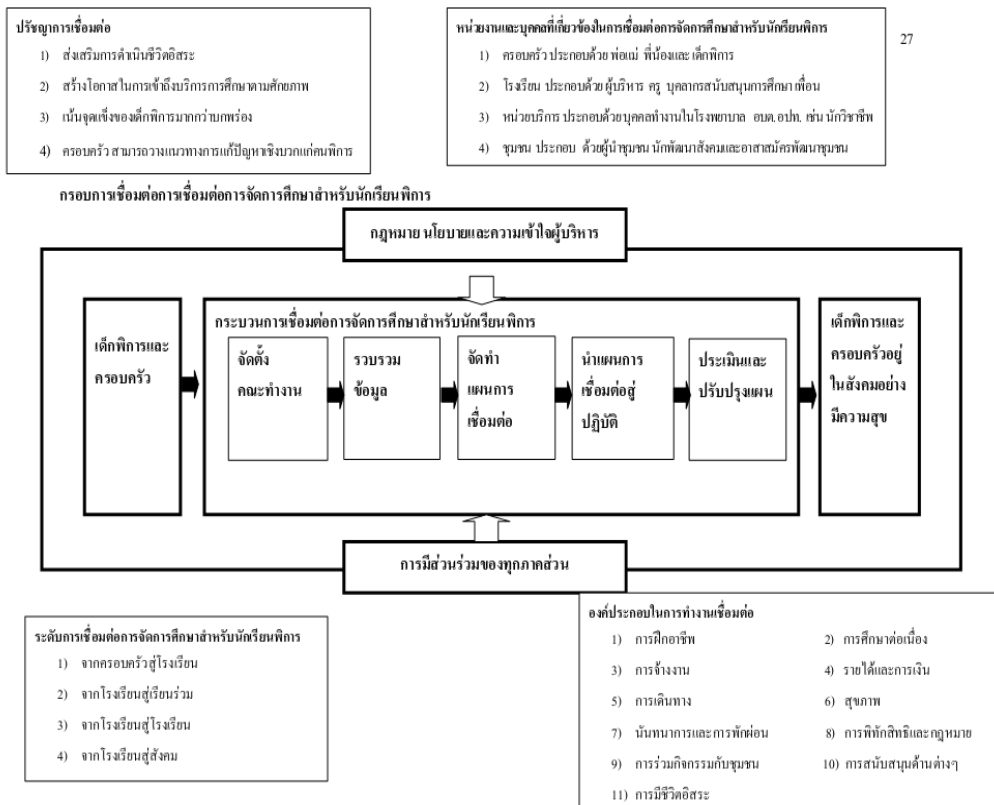 ปรัชญาการเชื่อมต่อ
1) ส่งเสริมการดำเนินชีวิตอิสระ
2) สร้างโอกาสในการเข้าถึงบริการการศึกษาตามศักยภาพ
3) เน้นจุดแข็งของเด็กพิการมากกว่าบกพร่อง
4) ครอบครัว สามารถวางแนวทางการแก้ปัญหาเชิงบวกแก่คนพิการ
หน่วยงานและบุคคลที่เกี่ยวข้องในการเชื่อมต่อการจัดการศึกษาสำหรับนักเรียนพิการ
1) ครอบครัว ประกอบด้วย พ่อแม่ พี่น้องและ เด็กพิการ
2) โรงเรียน ประกอบด้วย ผู้บริหาร ครู บุคลากรสนับสนุนการศึกษา เพื่อน
3) หน่วยบริการ ประกอบด้วย บุคคลทำงานในโรงพยาบาล อบต. อปท. เช่น นักวิชาชีพ
4) ชุมชน ประกอบ ด้วยผู้นำชุมชน นักพัฒนาสังคมและอาสาสมัครพัฒนาชุมชน
27
กรอบการเชื่อมต่อการเชื่อมต่อการจัดการศึกษาสำหรับนักเรียนพิการ
กฎหมาย นโยบายและความเข้าใจผู้บริหาร
เด็กพิการและ
ครอบครัว
กระบวนการเชื่อมต่อการจัดการศึกษาสำหรับนักเรียนพิการ
จัดตั้ง
คณะทำงาน
รวบรวม
ข้อมูล
จัดทำ
แผนการ
เชื่อมต่อ
นำแผนการ
เชื่อมต่อสู่
ปฏิบัติ
ประเมินและ
ปรับปรุงแผน
เด็กพิการและ
ครอบครัวอยู่
ในสังคมอย่าง
มีความสุข
การมีส่วนร่วมของทุกภาคส่วน
ระดับการเชื่อมต่อการจัดการศึกษาสำหรับนักเรียนพิการ
1) จากครอบครัวสู่โรงเรียน
2) จากโรงเรียนสู่เรียนร่วม
3) จากโรงเรียนสู่โรงเรียน
4) จากโรงเรียนสู่สังคม
องค์ประกอบในการทำงานเชื่อมต่อ
1) การฝึกอาชีพ 2) การศึกษาต่อเนื่อง
3) การจ้างงาน 4) รายได้และการเงิน
5) การเดินทาง 6) สุขภาพ
7) นันทนาการและการพักผ่อน 8) การพิทักสิทธิและกฎหมาย
9) การร่วมกิจกรรมกับชุมชน 10) การสนับสนุนด้านต่างๆ
11) การมีชีวิตอิสระ